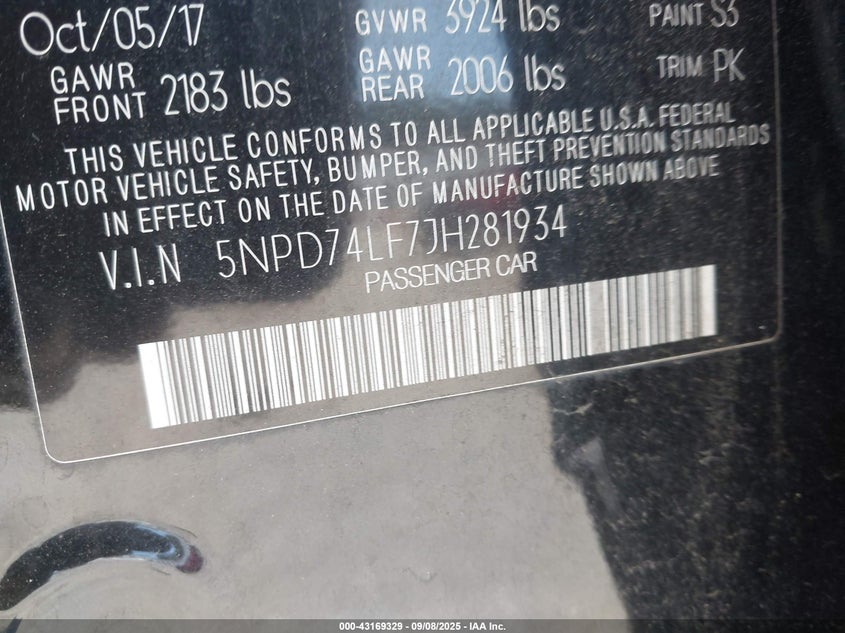 Oct/05/17 GVWR 3924 lbs PAINT S3
GAWR FRONT 2183 lbs GAWR REAR 2006 lbs TRIM PK
THIS VEHICLE CONFORMS TO ALL APPLICABLE U.S.A. FEDERAL
MOTOR VEHICLE SAFETY, BUMPER, AND THEFT PREVENTION STANDARDS
IN EFFECT ON THE DATE OF MANUFACTURE SHOWN ABOVE
V.I.N 5NPD74LF7JH281934
PASSENGER CAR
000-43169329 - 09/08/2025 - IAA Inc.